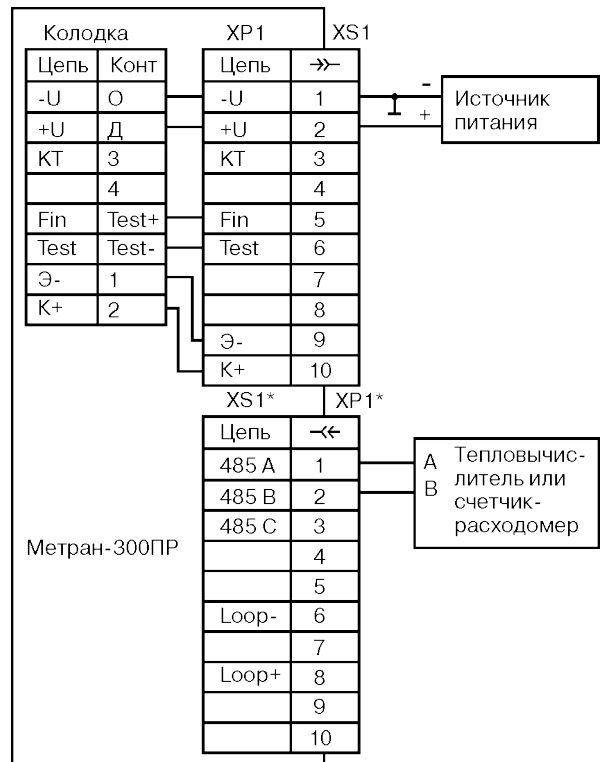 Колодка XP1 XS1
Цепь Конт Цепь
-U О -U 1 - Источник
+U Д +U 2 + питания
КТ 3 КТ 3
4 4
Fin Test+ Fin 5
Test Test- Test 6
Э- 1 7
К+ 2 8
Э- 9
К+ 10
XS1* XP1*
Цепь
485 A 1 A Тепловычис-
485 B 2 B литель или
485 C 3 счетчик-
4 расходомер
Метран-300ПР
5
Loop- 6
7
Loop+ 8
9
10